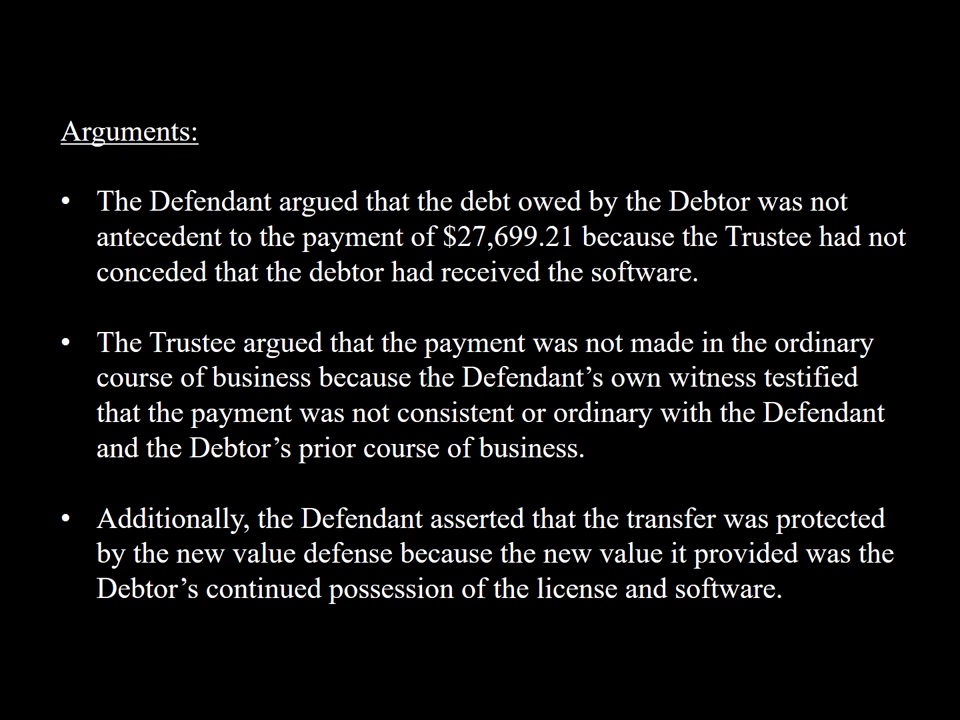 Arguments:
• The Defendant argued that the debt owed by the Debtor was not
antecedent to the payment of $27,699.21 because the Trustee had not
conceded that the debtor had received the software.
• The Trustee argued that the payment was not made in the ordinary
course of business because the Defendant’s own witness testified
that the payment was not consistent or ordinary with the Defendant
and the Debtor’s prior course of business.
• Additionally, the Defendant asserted that the transfer was protected
by the new value defense because the new value it provided was the
Debtor’s continued possession of the license and software.